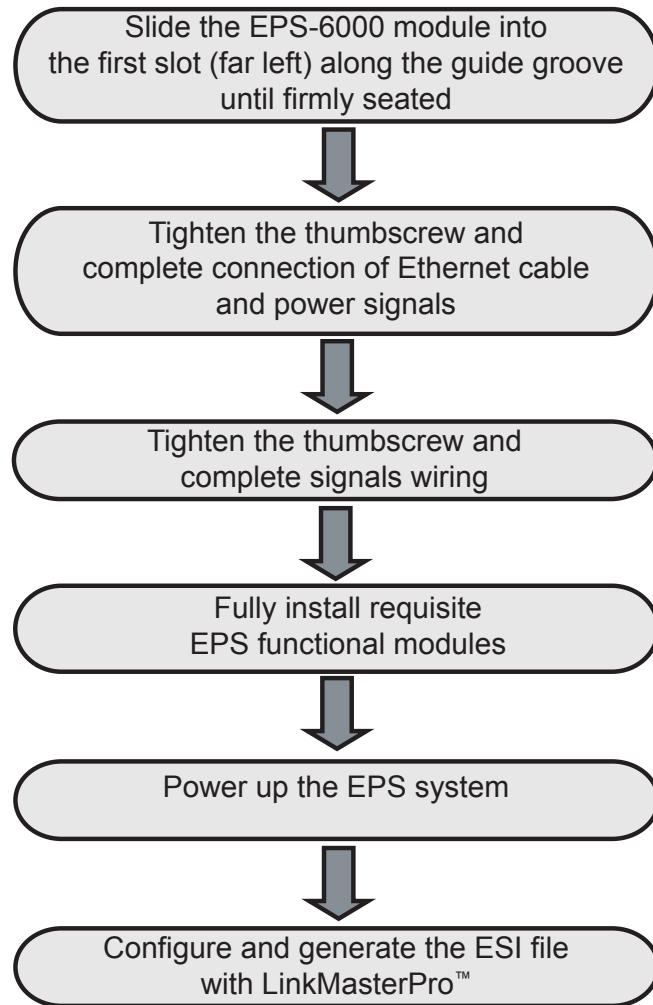 Slide the EPS-6000 module into
the first slot (far left) along the guide groove
until firmly seated
Tighten the thumbscrew and
complete connection of Ethernet cable
and power signals
Tighten the thumbscrew and
complete signals wiring
Fully install requisite
EPS functional modules
Power up the EPS system
Configure and generate the ESI file
with LinkMasterPro™